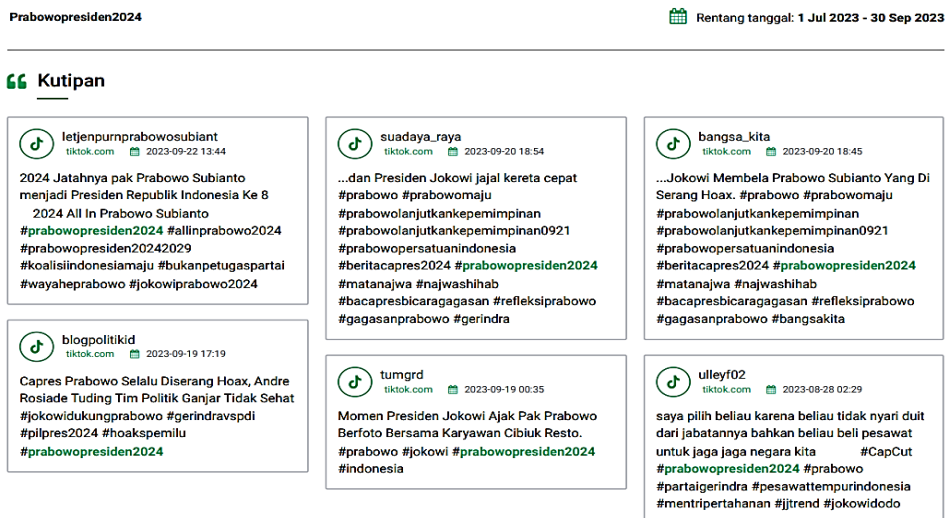 Prabowopresiden2024
Rentang tanggal: 1 Jul 2023 - 30 Sep 2023
Kutipan
letjenpurnprabowosubiant
tiktok.com 2023-09-22 13:44
2024 Jatahnya pak Prabowo Subianto
menjadi Presiden Republik Indonesia Ke 8
2024 All In Prabowo Subianto
#prabowopresiden2024 #allinprabowo2024
#prabowopresiden20242029
#koalisiindonesiamaju #bukanpetugaspartai
#wayaheprabowo #jokowiprabowo2024
blogpolitikid
tiktok.com 2023-09-19 17:19
Capres Prabowo Selalu Diserang Hoax, Andre
Rosiade Tuding Tim Politik Ganjar Tidak Sehat
#jokowidukungprabowo #gerindravspdi
#pilpres2024 #hoakspemilu
#prabowopresiden2024
suadaya_raya
tiktok.com 2023-09-20 18:54
...dan Presiden Jokowi jajal kereta cepat
#prabowo #prabowomaju
#prabowolanjutkankepemimpinan
#prabowolanjutkankepemimpinan0921
#prabowopersatuanindonesia
#beritacapres2024 #prabowopresiden2024
#matanajwa #najwashihab
#bacapresbicaragagasan #refleksiprabowo
#gagasanprabowo #gerindra
tumgrd
tiktok.com 2023-09-19 00:35
Momen Presiden Jokowi Ajak Pak Prabowo
Berfoto Bersama Karyawan Cibiuk Resto.
#prabowo #jokowi #prabowopresiden2024
#indonesia
bangsa_kita
tiktok.com 2023-09-20 18:45
...Jokowi Membela Prabowo Subianto Yang Di
Serang Hoax. #prabowo #prabowomaju
#prabowolanjutkankepemimpinan
#prabowolanjutkankepemimpinan0921
#prabowopersatuanindonesia
#beritacapres2024 #prabowopresiden2024
#matanajwa #najwashihab
#bacapresbicaragagasan #refleksiprabowo
#gagasanprabowo #bangsakita
ulleyf02
tiktok.com 2023-08-28 02:29
saya pilih beliau karena beliau tidak nyari duit
dari jabatannya bahkan beliau beli pesawat
untuk jaga jaga negara kita #CapCut
#prabowopresiden2024 #prabowo
#partaigerindra #pesawattempurindonesia
#mentripertahanan #jjtrend #jokowidodo